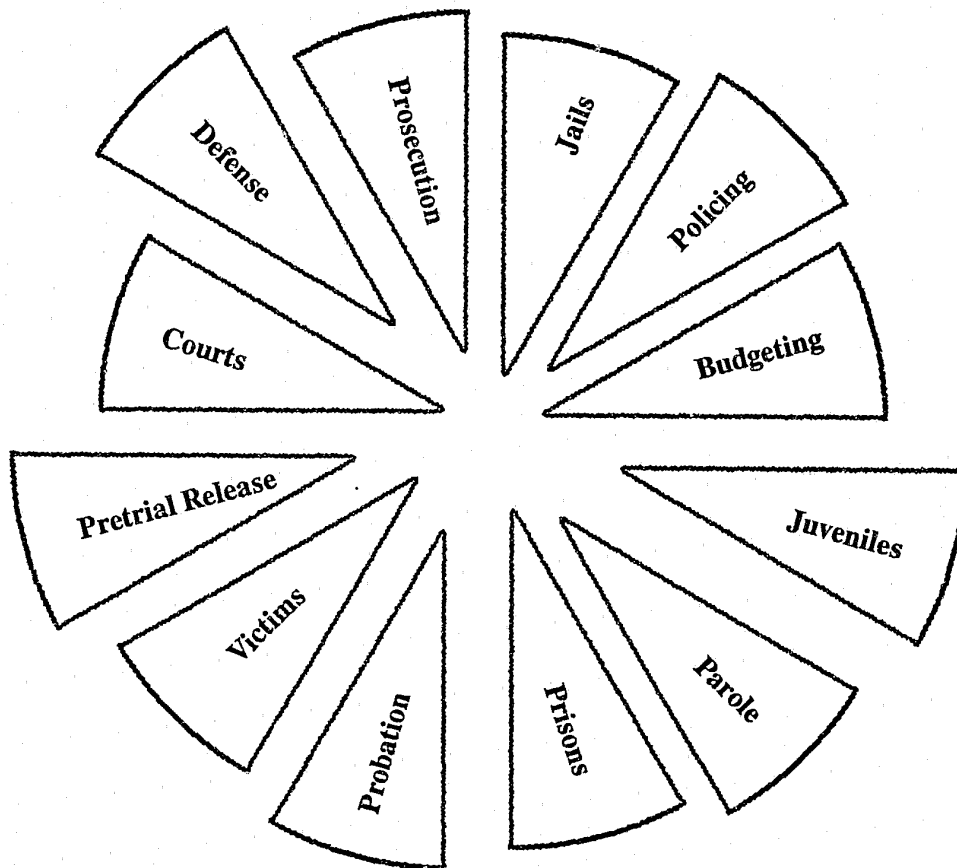 Prosecution
Jails
Policing
Budgeting
Juveniles
Parole
Prisons
Probation
Victims
Pretrial Release
Courts
Defense